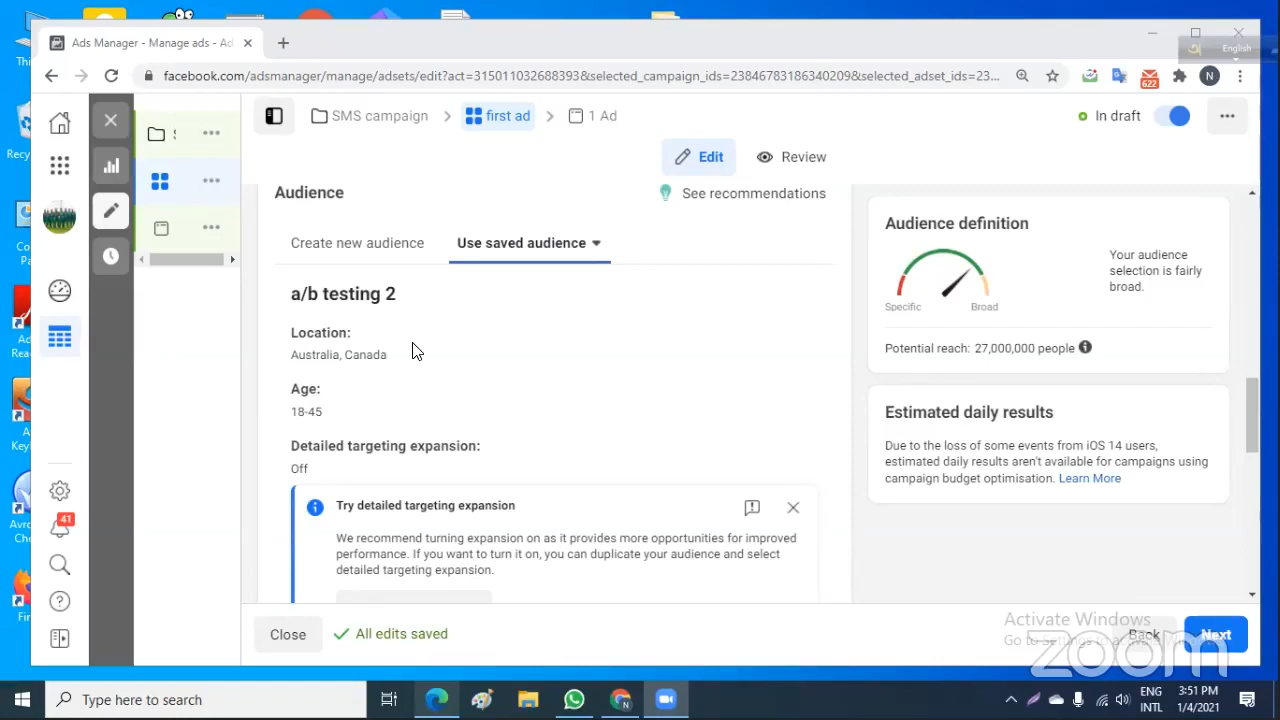 Ads Manager - Manage ads - Ad
English
facebook.com/adsmanager/manage/adsets/edit?act=315011032688393&selected_campaign_ids=23846783186340209&selected_adset_ids=23...
622
N
SMS campaign
first ad
1 Ad
In draft
Edit
Review
Audience
See recommendations
Create new audience
Use saved audience
a/b testing 2
Location:
Australia, Canada
Age:
18-45
Detailed targeting expansion:
Off
Try detailed targeting expansion
We recommend turning expansion on as it provides more opportunities for improved
performance. If you want to turn it on, you can duplicate your audience and select
detailed targeting expansion.
Audience definition
Your audience
selection is fairly
broad.
Specific
Broad
Potential reach: 27,000,000 people
Estimated daily results
Due to the loss of some events from iOS 14 users,
estimated daily results aren't available for campaigns using
campaign budget optimisation. Learn More
41
Close
All edits saved
Back
Next
Activate Windows
zoom
Type here to search
ENG
INTL
3:51 PM
1/4/2021